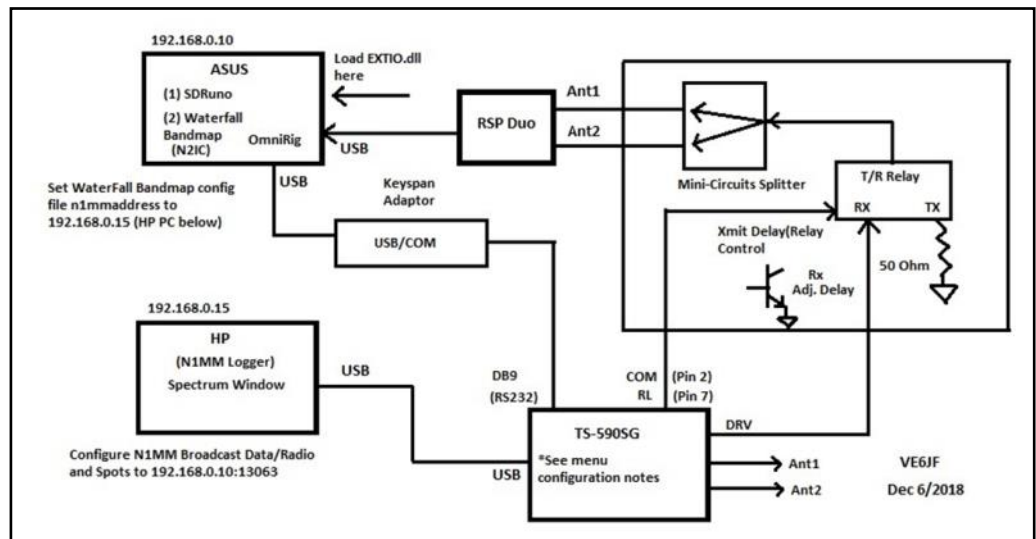 192.168.0.10
ASUS
(1) SDRuno
(2) Waterfall
Bandmap
(N2IC)
OmniRig
Load EXTIO.dll
here
USB
RSP Duo
Ant1
Ant2
Mini-Circuits Splitter
T/R Relay
RX
TX
50 Ohm
Xmit Delay(Relay
Control
Rx
Adj. Delay
USB
Set WaterFall Bandmap config
file n1mmaddress to
192.168.0.15 (HP PC below)
Keyspan
Adaptor
USB/COM
192.168.0.15
HP
(N1MM Logger)
Spectrum Window
USB
DB9
(RS232)
COM (Pin 2)
RL (Pin 7)
Configure N1MM Broadcast Data/Radio
and Spots to 192.168.0.10:13063
USB
TS-590SG
*See menu
configuration notes
DRV
Ant1
Ant2
VE6JF
Dec 6/2018